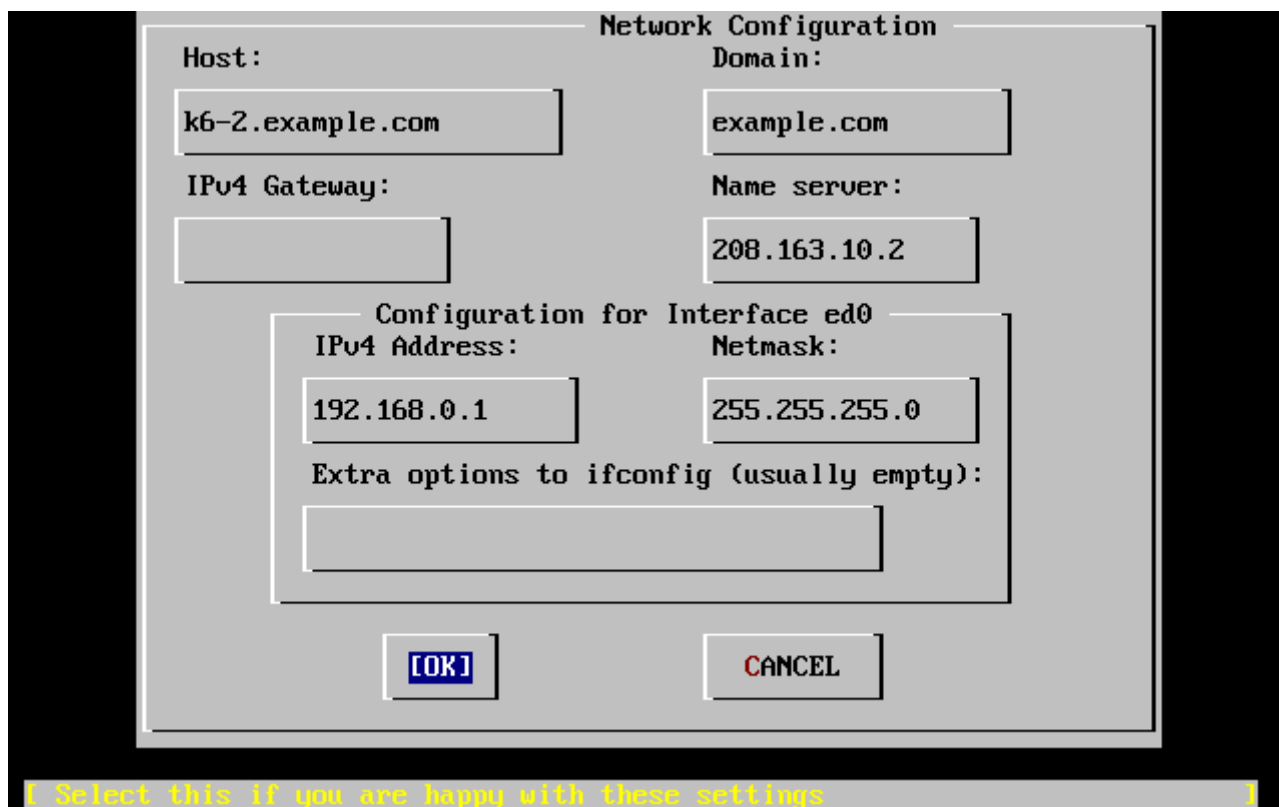 Network Configuration
Host: Domain:
k6-2.example.com example.com
IPv4 Gateway: Name server:
208.163.10.2
Configuration for Interface ed0
IPv4 Address: Netmask:
192.168.0.1 255.255.255.0
Extra options to ifconfig (usually empty):
[OK] CANCEL
[ Select this if you are happy with these settings ]